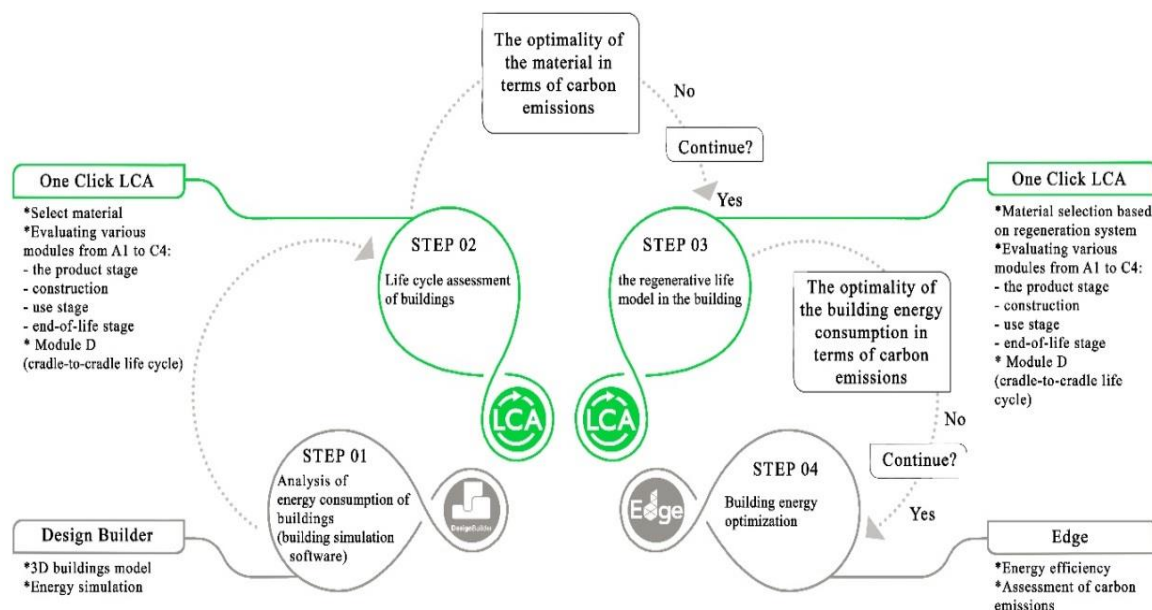 The optimality of
the material in
terms of carbon
emissions
No
Continue?
Yes
One Click LCA
*Select material
*Evaluating various
modules from A1 to C4:
- the product stage
- construction
- use stage
- end-of-life stage
* Module D
(cradle-to-cradle life cycle)
STEP 02
Life cycle assessment
of buildings
LCA
STEP 03
the regenerative life
model in the building
LCA
One Click LCA
*Material selection based
on regeneration system
*Evaluating various
modules from A1 to C4:
- the product stage
- construction
- use stage
- end-of-life stage
* Module D
(cradle-to-cradle life
cycle)
The optimality of
the building energy
consumption in
terms of carbon
emissions
No
Continue?
Yes
STEP 01
Analysis of
energy consumption of
buildings
(building simulation
software)
DesignBuilder
Design Builder
*3D buildings model
*Energy simulation
STEP 04
Building energy
optimization
Edge
Edge
*Energy efficiency
*Assessment of carbon
emissions